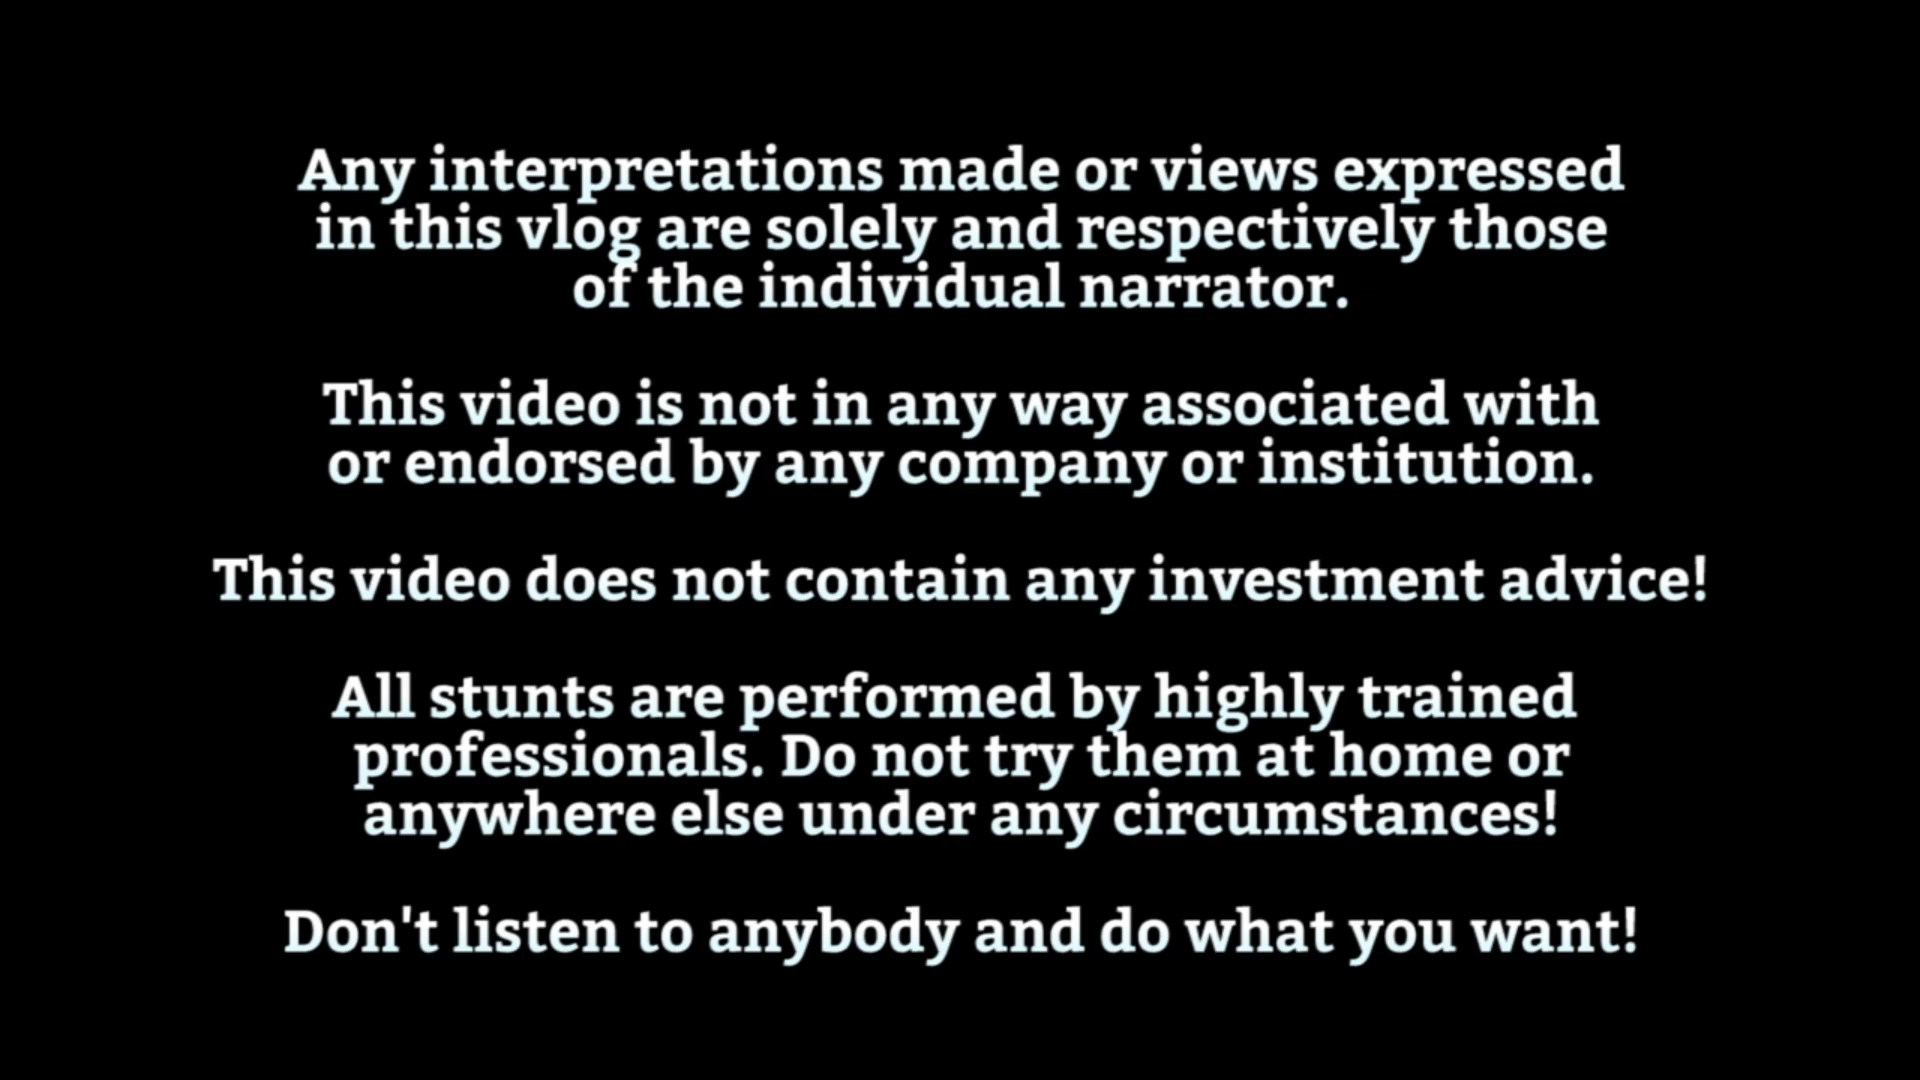 Any interpretations made or views expressed
in this vlog are solely and respectively those
of the individual narrator.
This video is not in any way associated with
or endorsed by any company or institution.
This video does not contain any investment advice!
All stunts are performed by highly trained
professionals. Do not try them at home or
anywhere else under any circumstances!
Don't listen to anybody and do what you want!